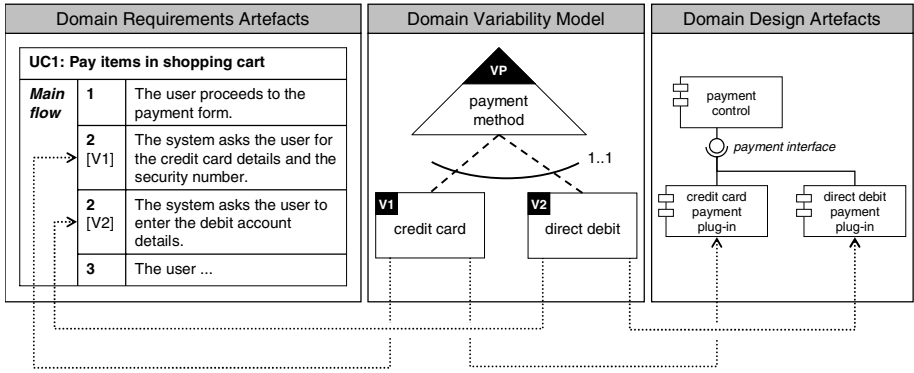 Domain Requirements Artefacts
UC1: Pay items in shopping cart
Main
flow
1
The user proceeds to the
payment form.
2
[V1]
The system asks the user for
the credit card details and the
security number.
2
[V2]
The system asks the user to
enter the debit account
details.
3
The user ...
Domain Variability Model
VP
payment
method
1..1
V1
credit card
V2
direct debit
Domain Design Artefacts
payment
control
payment interface
credit card
payment
plug-in
direct debit
payment
plug-in